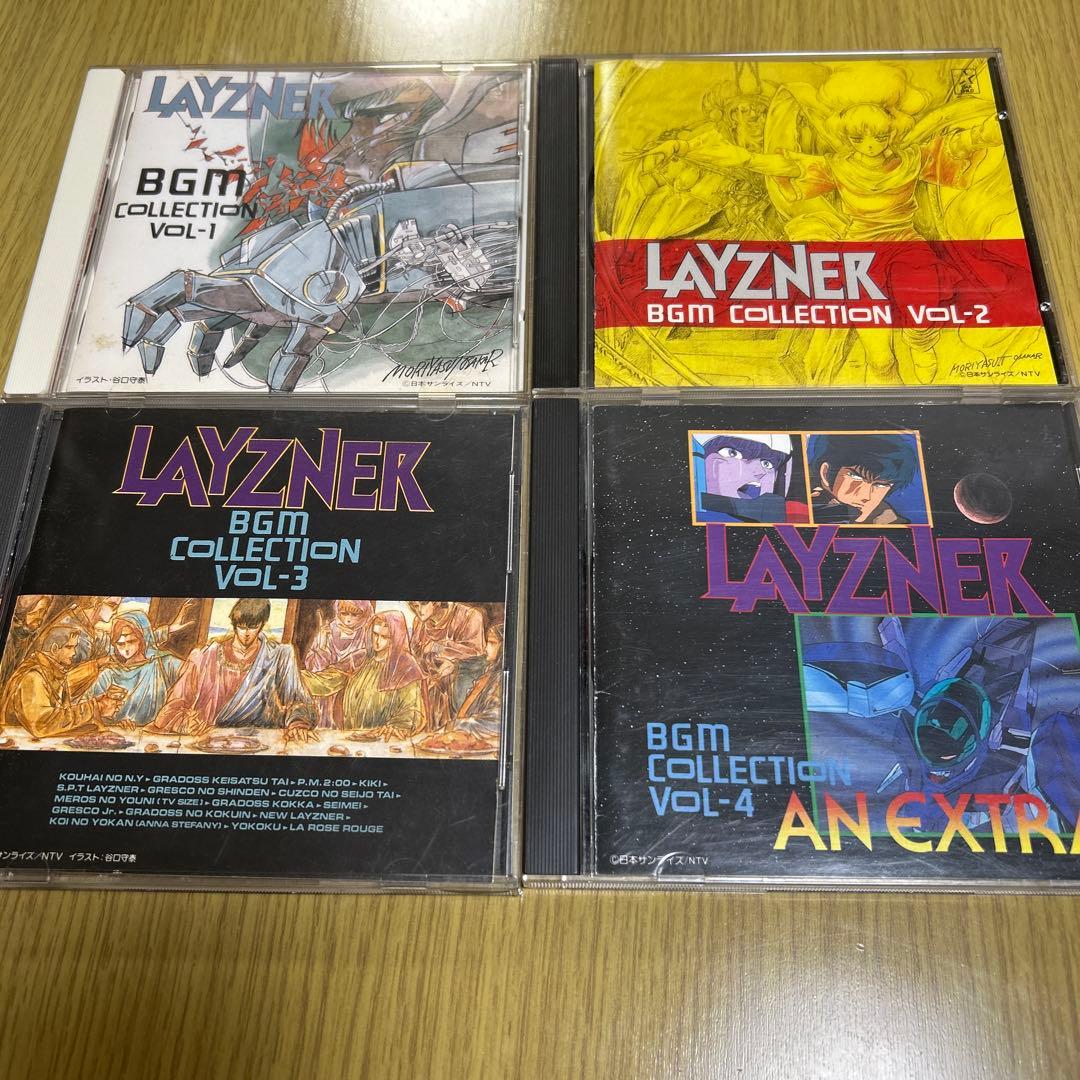 LAYZNER
BGM
COLLECTION
VOL-1
イラスト・谷口守泰
MORIYASU.T OSAKA R
©日本サンライズ/NTV
LAYZNER
BGM COLLECTION VOL-2
MORIYASU.T OSAKA R
©日本サンライズ/NTV
LAYZNER
BGM
COLLECTION
VOL-3
KOUHAI NO N.Y▸GRADOSS KEISATSU TAI▸P.M.2:00▸KIKI▸
S.P.T LAYZNER▸GRESCO NO SHINDEN▸CUZCO NO SEIJO TAI▸
MEROS NO YOUNI (TV SIZE)▸GRADOSS KOKKA▸SEIMEI▸
GRESCO Jr.▸GRADOSS NO KOKUIN▸NEW LAYZNER▸
KOI NO YOKAN (ANNA STEFANY)▸YOKOKU▸LA ROSE ROUGE
サンライズ/NTV イラスト:谷口守泰
LAYZNER
BGM
COLLECTION
VOL-4
AN EXTRA
©日本サンライズ/NTV